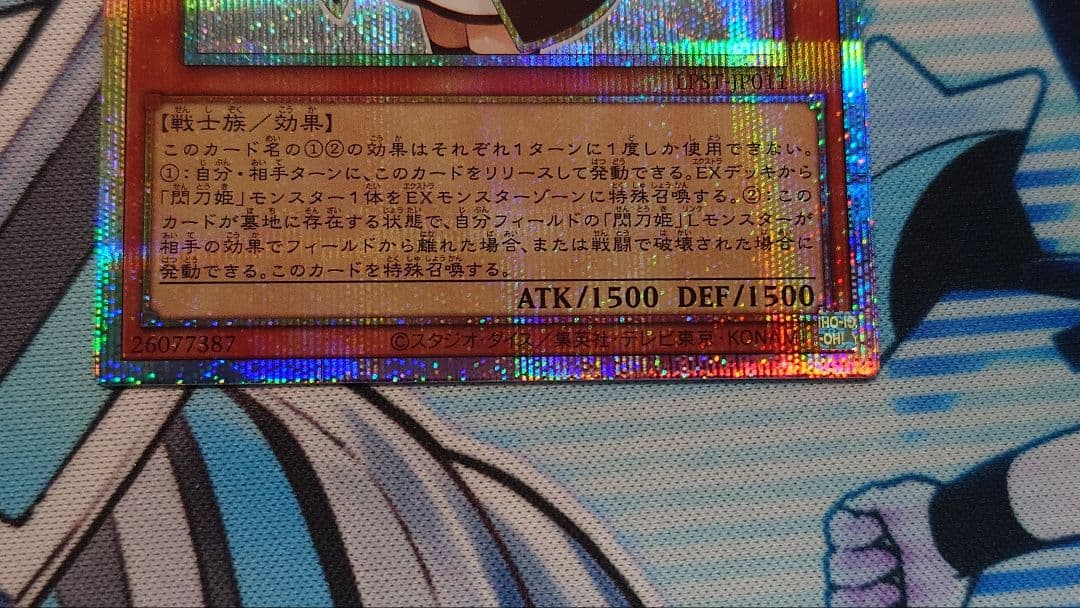 LPST-JP011
【戦士族／効果】
このカード名の①②の効果はそれぞれ1ターンに1度しか使用できない。
①：自分・相手ターンに、このカードをリリースして発動できる。EXデッキから
「閃刀姫」モンスター1体をEXモンスターゾーンに特殊召喚する。②：この
カードが墓地に存在する状態で、自分フィールドの「閃刀姫」Lモンスターが
相手の効果でフィールドから離れた場合、または戦闘で破壊された場合に
発動できる。このカードを特殊召喚する。
ATK/1500 DEF/1500
26077387
©スタジオ・ダイス／集英社・テレビ東京・KONAMI